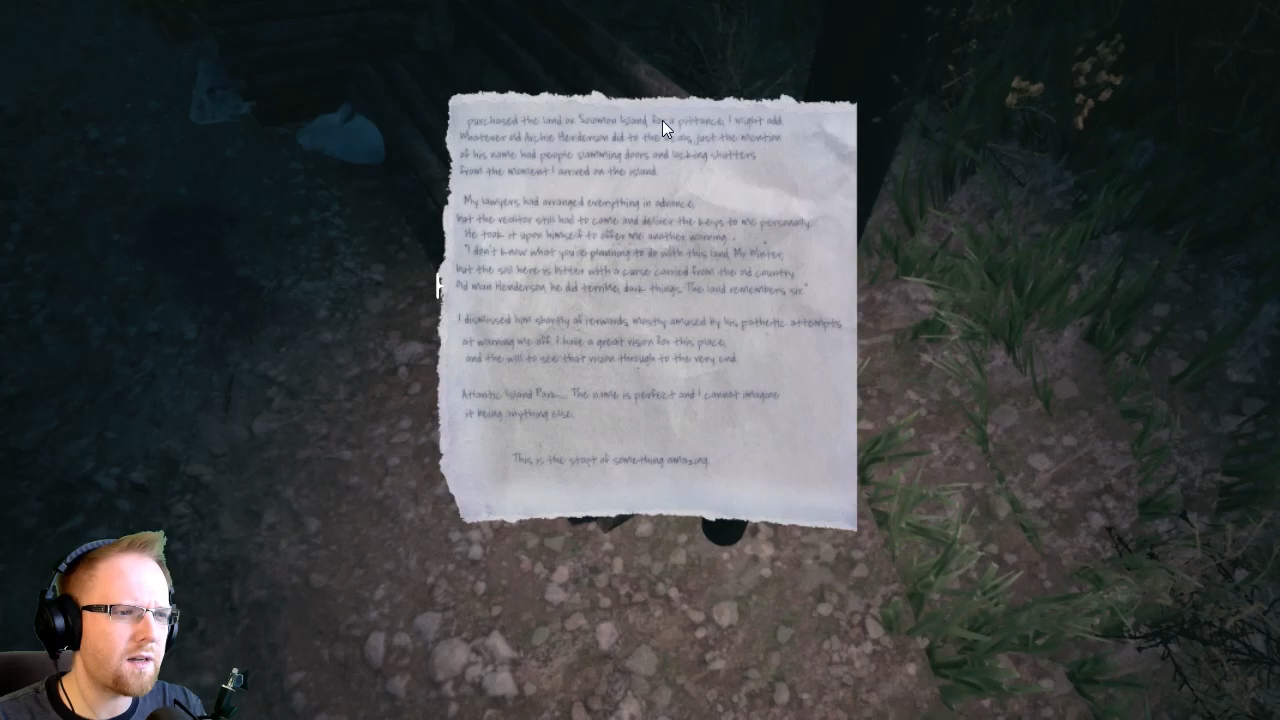 purchased the land on Solomon Island, for a pittance, I might add
Whatever old Archie Henderson did to the locals, just the mention
of his name had people slamming doors and locking shutters
from the moment I arrived on the island.
My lawyers had arranged everything in advance,
but the realtor still had to come and deliver the keys to me personally.
He took it upon himself to offer me another warning.
"I don't know what you're planning to do with this land, Mr Winter,
but the soil here is bitter with a curse carried from the old country.
Old man Henderson, he did terrible, dark things. The land remembers, sir."
I dismissed him shortly afterwards, mostly amused by his pathetic attempts
at warning me off. I have a great vision for this place,
and the will to see that vision through to the very end.
Atlantic Island Park... The name is perfect and I cannot imagine
it being anything else.
This is the start of something amazing.